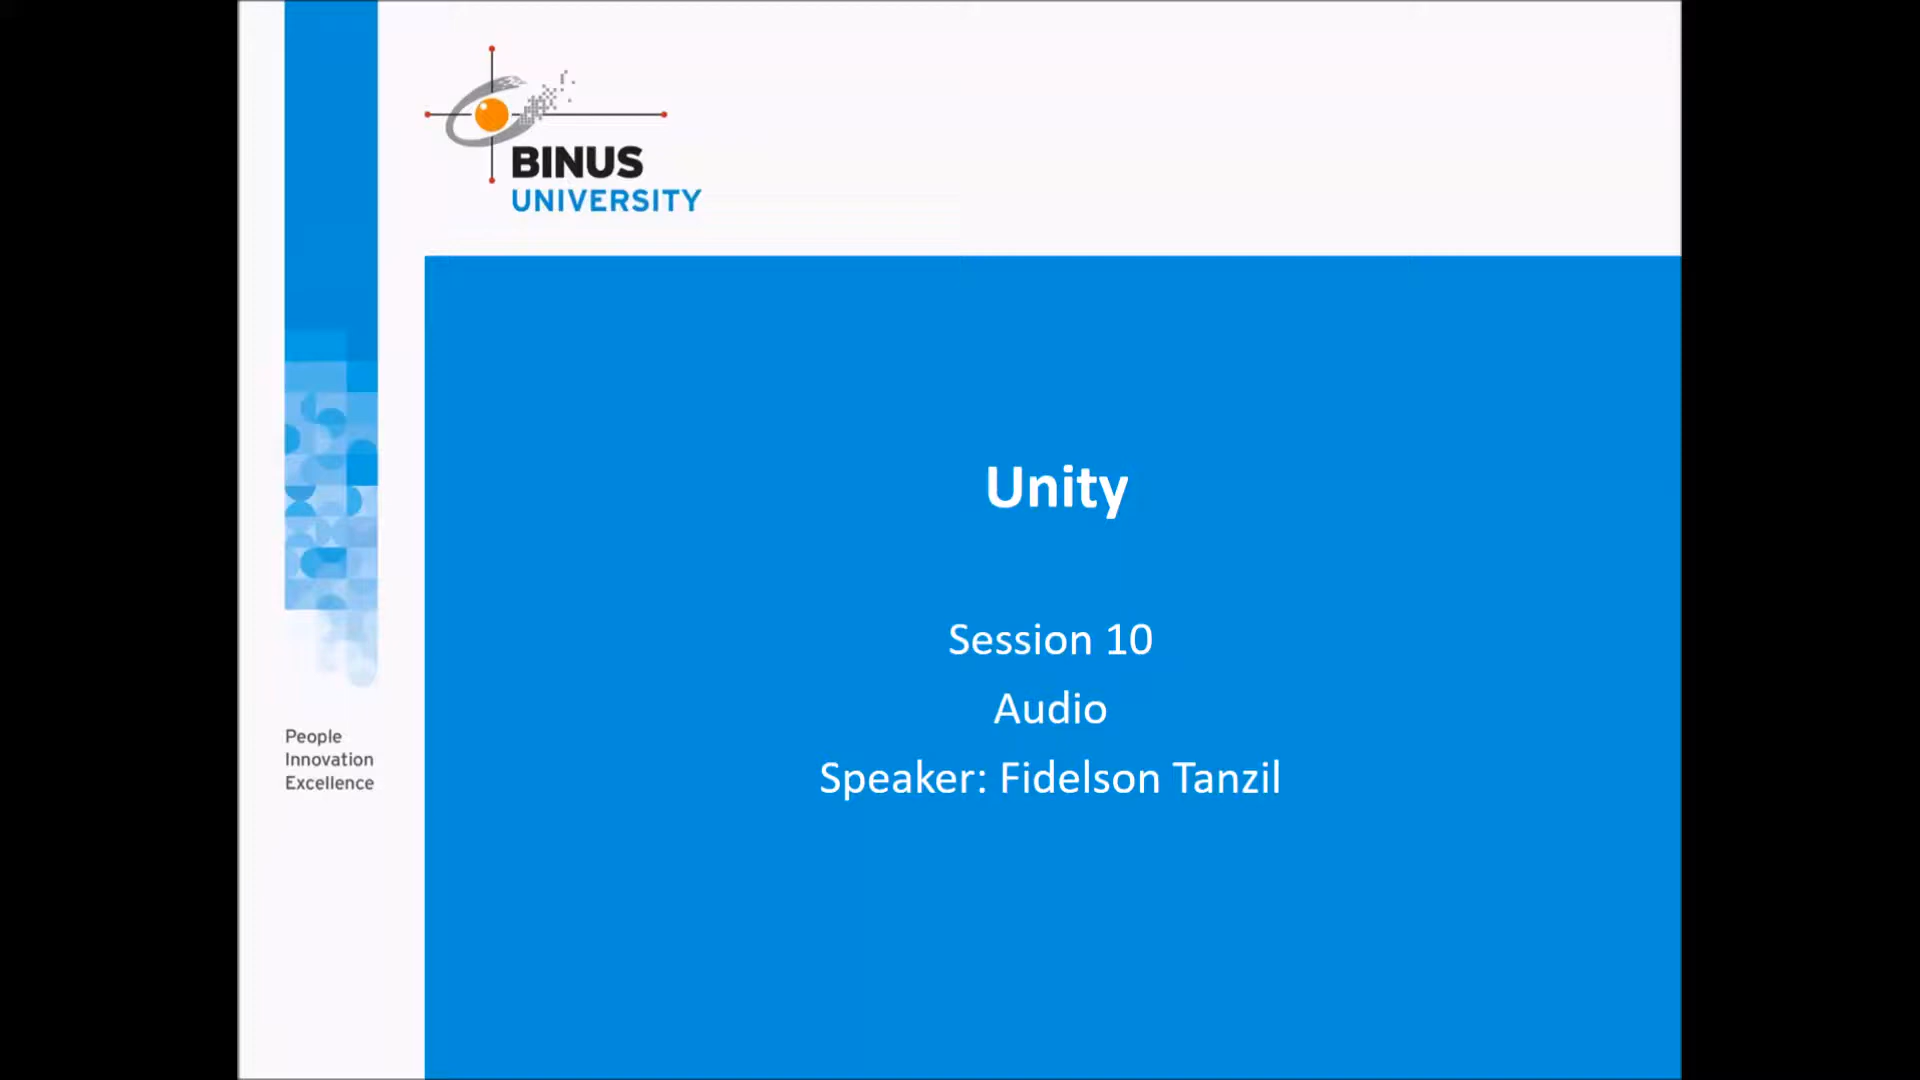 BINUS
UNIVERSITY
Unity
Session 10
Audio
Speaker: Fidelson Tanzil
People
Innovation
Excellence